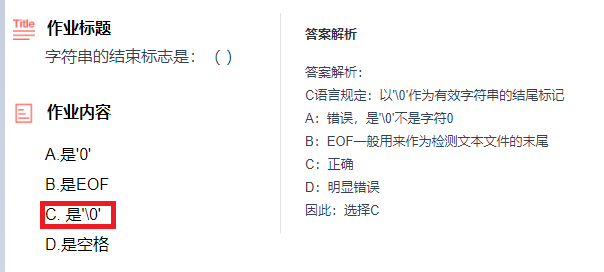 Title 作业标题
字符串的结束标志是：（ ）
作业内容
A.是'0'
B.是EOF
C. 是'\0'
D.是空格
答案解析
答案解析：
C语言规定：以'\0'作为有效字符串的结尾标记
A：错误，是'\0'不是字符0
B：EOF一般用来作为检测文本文件的末尾
C：正确
D：明显错误
因此：选择C